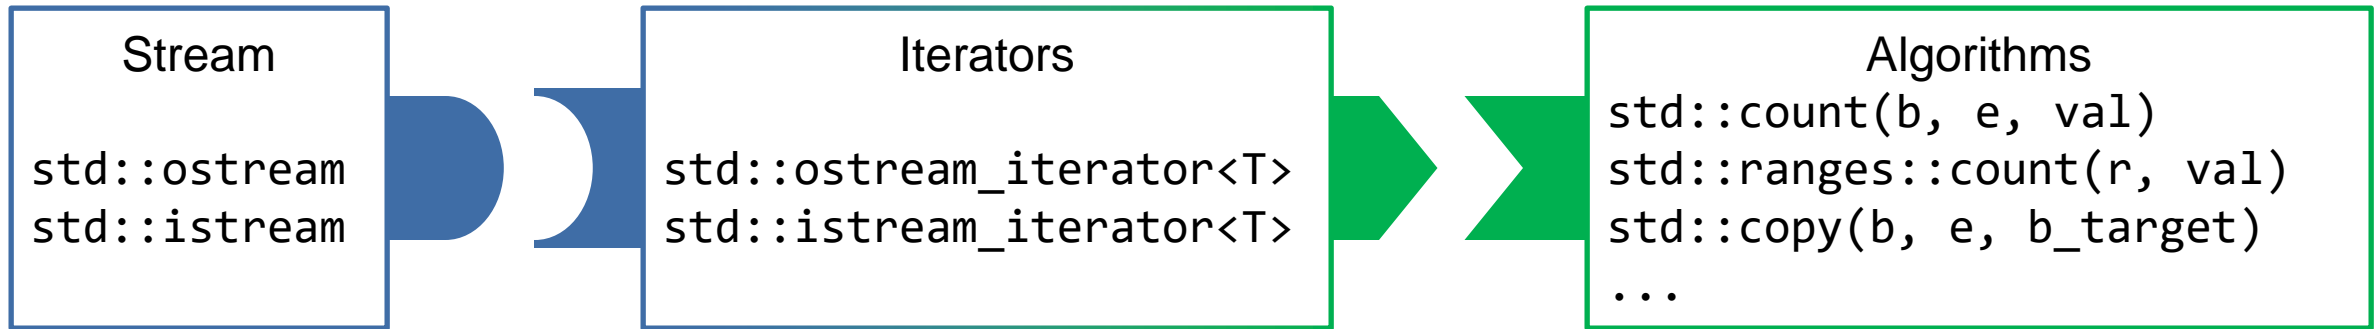 Stream
std::ostream
std::istream
Iterators
std::ostream_iterator<T>
std::istream_iterator<T>
Algorithms
std::count(b, e, val)
std::ranges::count(r, val)
std::copy(b, e, b_target)
...